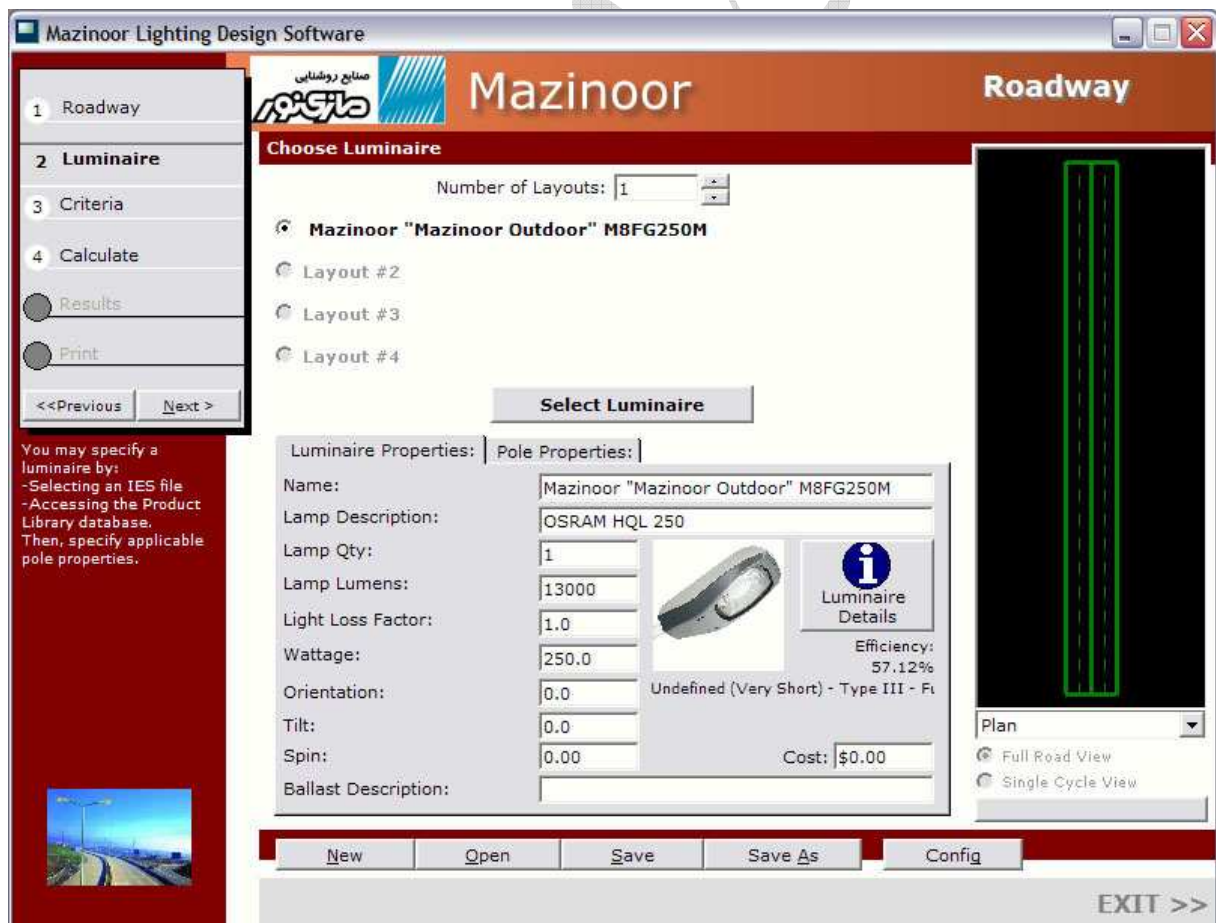 Mazinoor Lighting Design Software
1 Roadway
2 Luminaire
3 Criteria
4 Calculate
Results
Print
<<Previous
Next >
You may specify a
luminaire by:
-Selecting an IES file
-Accessing the Product
Library database.
Then, specify applicable
pole properties.
صنایع روشنایی
مازی‌نور
Mazinoor
Roadway
Choose Luminaire
Number of Layouts: 1
Mazinoor "Mazinoor Outdoor" M8FG250M
Layout #2
Layout #3
Layout #4
Select Luminaire
Luminaire Properties:
Pole Properties:
Name: Mazinoor "Mazinoor Outdoor" M8FG250M
Lamp Description: OSRAM HQL 250
Lamp Qty: 1
Lamp Lumens: 13000
Light Loss Factor: 1.0
Wattage: 250.0
Orientation: 0.0
Tilt: 0.0
Spin: 0.00
Ballast Description:
Luminaire
Details
Efficiency:
57.12%
Undefined (Very Short) - Type III - Fu
Cost: $0.00
Plan
Full Road View
Single Cycle View
New
Open
Save
Save As
Config
EXIT >>